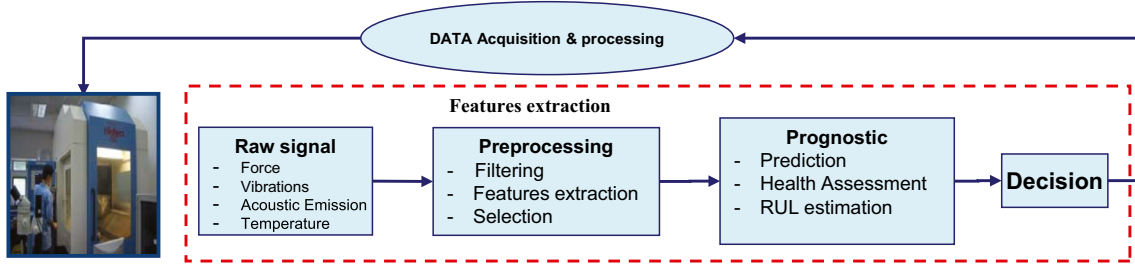 DATA Acquisition & processing
Features extraction
Raw signal
- Force
- Vibrations
- Acoustic Emission
- Temperature
Preprocessing
- Filtering
- Features extraction
- Selection
Prognostic
- Prediction
- Health Assessment
- RUL estimation
Decision